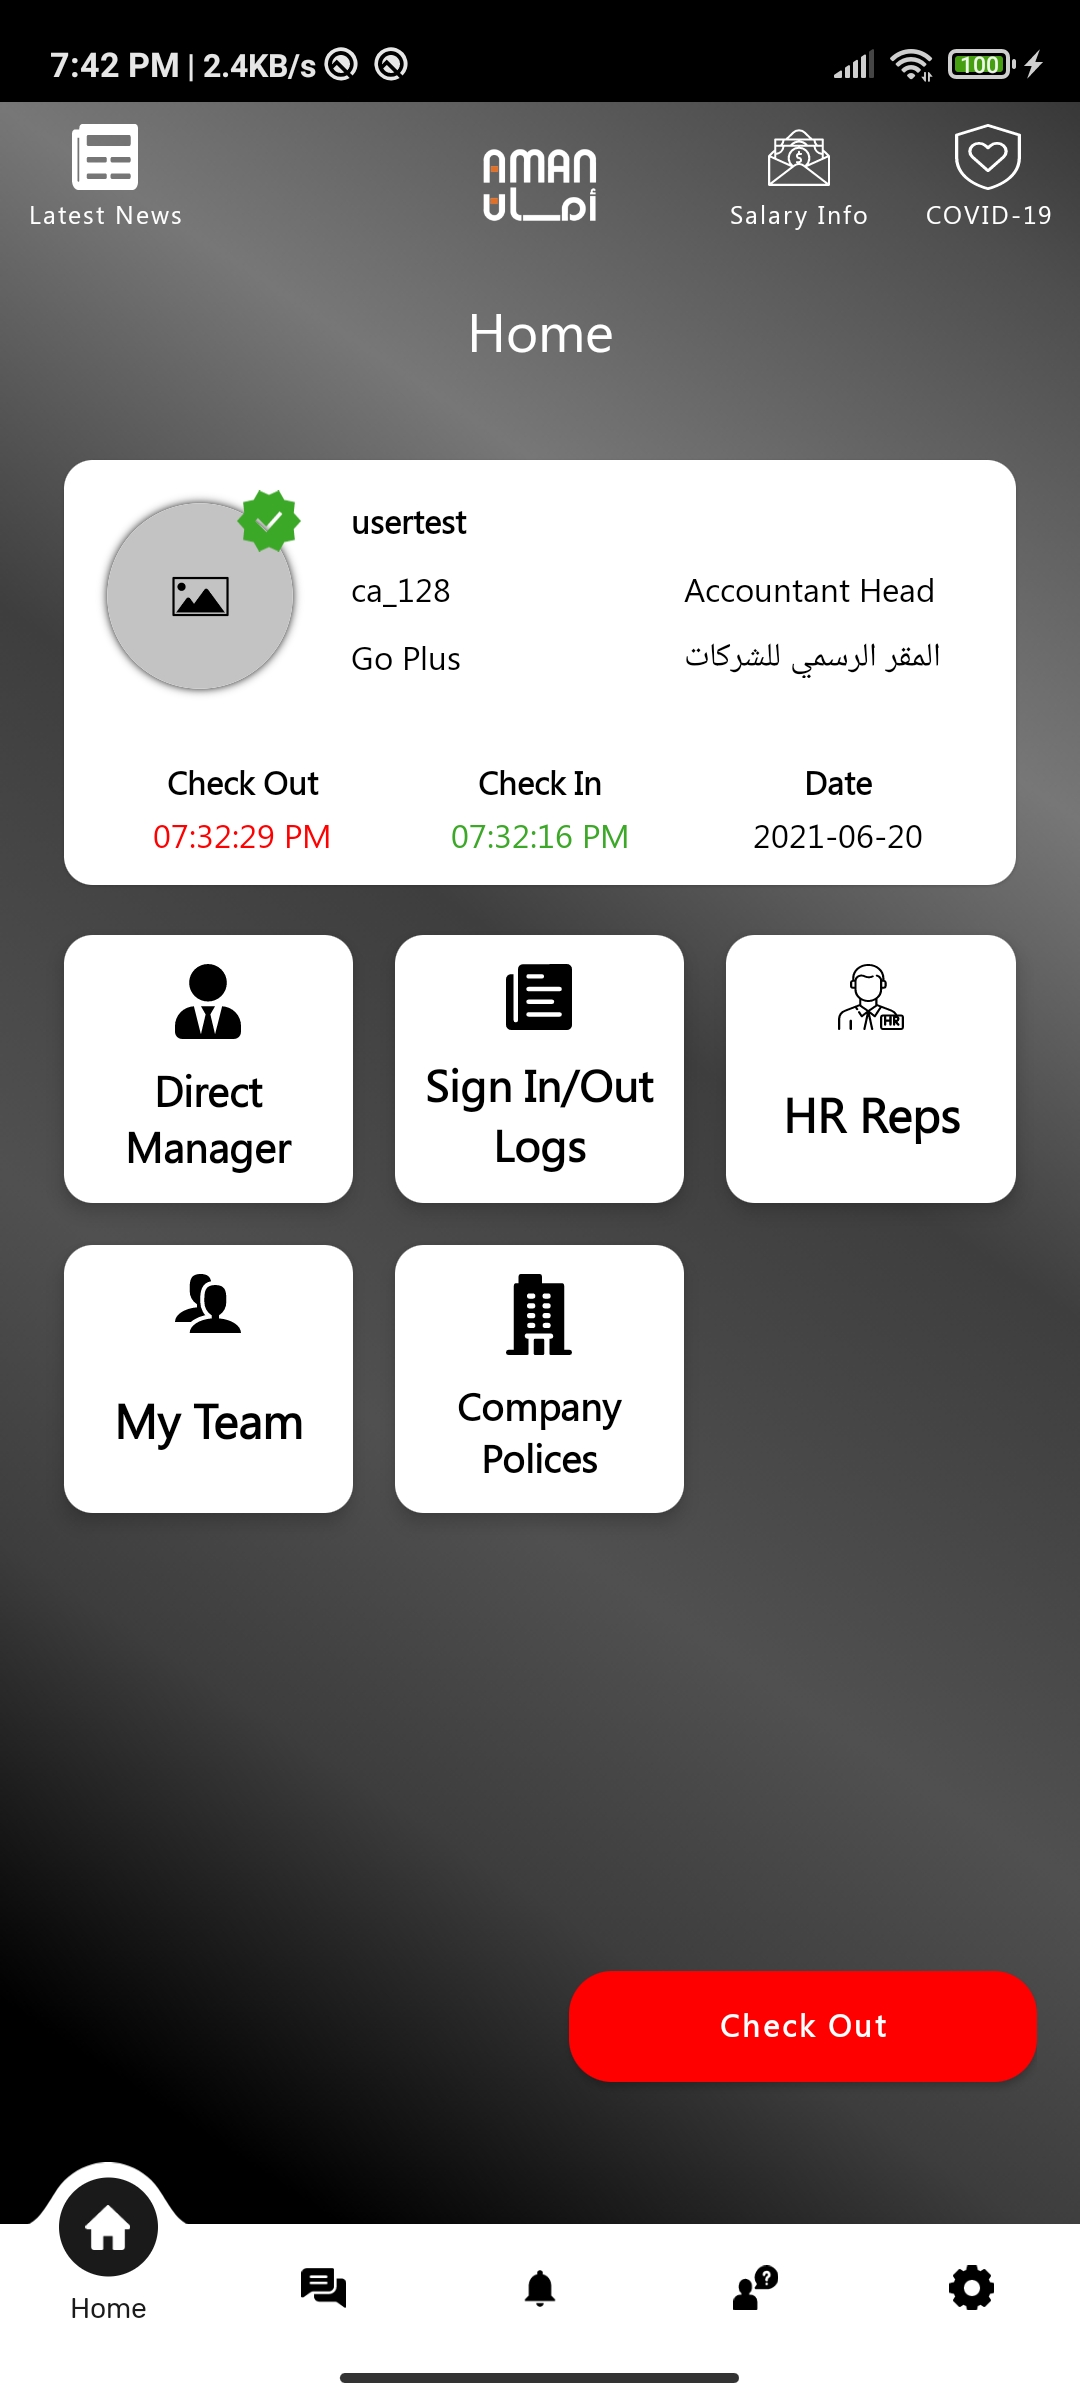 7:42 PM | 2.4KB/s
100
Latest News
AMAN
أمان
Salary Info
COVID-19
Home
usertest
ca_128
Accountant Head
Go Plus
المقر الرسمي للشركات
Check Out
Check In
Date
07:32:29 PM
07:32:16 PM
2021-06-20
Direct
Manager
Sign In/Out
Logs
HR
HR Reps
My Team
Company
Polices
Check Out
Home